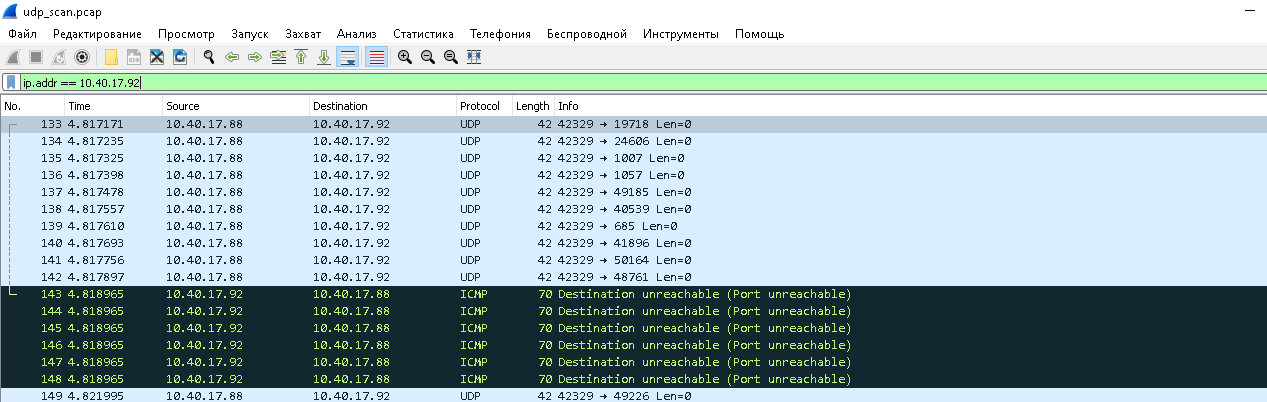 udp_scan.pcap
Файл Редактирование Просмотр Запуск Захват Анализ Статистика Телефония Беспроводной Инструменты Помощь
ip.addr == 10.40.17.92
No. Time Source Destination Protocol Length Info
133 4.817171 10.40.17.88 10.40.17.92 UDP 42 42329 → 19718 Len=0
134 4.817235 10.40.17.88 10.40.17.92 UDP 42 42329 → 24606 Len=0
135 4.817325 10.40.17.88 10.40.17.92 UDP 42 42329 → 1007 Len=0
136 4.817398 10.40.17.88 10.40.17.92 UDP 42 42329 → 1057 Len=0
137 4.817478 10.40.17.88 10.40.17.92 UDP 42 42329 → 49185 Len=0
138 4.817557 10.40.17.88 10.40.17.92 UDP 42 42329 → 40539 Len=0
139 4.817610 10.40.17.88 10.40.17.92 UDP 42 42329 → 685 Len=0
140 4.817693 10.40.17.88 10.40.17.92 UDP 42 42329 → 41896 Len=0
141 4.817756 10.40.17.88 10.40.17.92 UDP 42 42329 → 50164 Len=0
142 4.817897 10.40.17.88 10.40.17.92 UDP 42 42329 → 48761 Len=0
143 4.818965 10.40.17.92 10.40.17.88 ICMP 70 Destination unreachable (Port unreachable)
144 4.818965 10.40.17.92 10.40.17.88 ICMP 70 Destination unreachable (Port unreachable)
145 4.818965 10.40.17.92 10.40.17.88 ICMP 70 Destination unreachable (Port unreachable)
146 4.818965 10.40.17.92 10.40.17.88 ICMP 70 Destination unreachable (Port unreachable)
147 4.818965 10.40.17.92 10.40.17.88 ICMP 70 Destination unreachable (Port unreachable)
148 4.818965 10.40.17.92 10.40.17.88 ICMP 70 Destination unreachable (Port unreachable)
149 4.821995 10.40.17.88 10.40.17.92 UDP 42 42329 → 49226 Len=0